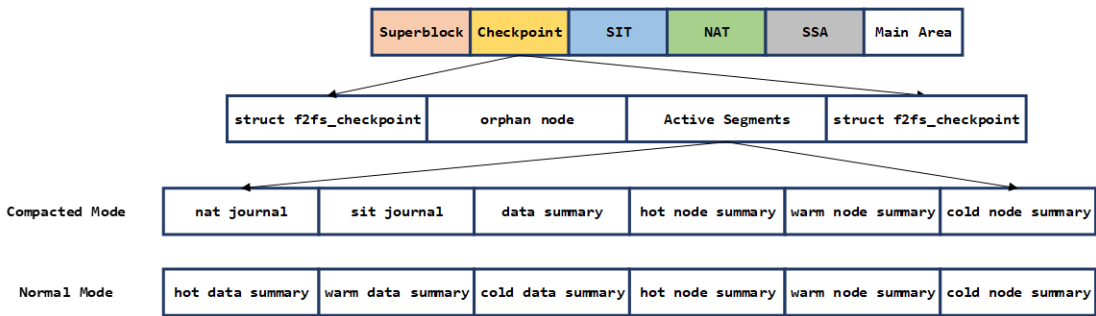 Superblock Checkpoint SIT NAT SSA Main Area
struct f2fs_checkpoint orphan node Active Segments struct f2fs_checkpoint
Compacted Mode nat journal sit journal data summary hot node summary warm node summary cold node summary
Normal Mode hot data summary warm data summary cold data summary hot node summary warm node summary cold node summary